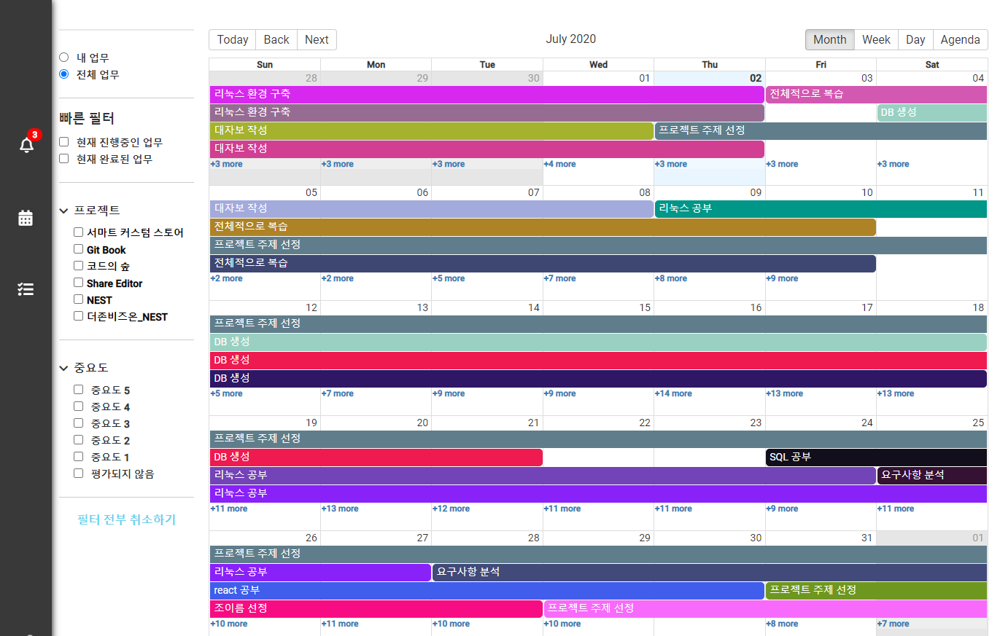 3
내 업무
전체 업무
빠른 필터
현재 진행중인 업무
현재 완료된 업무
프로젝트
서마트 커스텀 스토어
Git Book
코드의 숲
Share Editor
NEST
더존비즈온_NEST
중요도
중요도 5
중요도 4
중요도 3
중요도 2
중요도 1
평가되지 않음
필터 전부 취소하기
Today Back Next July 2020 Month Week Day Agenda
Sun Mon Tue Wed Thu Fri Sat
28 29 30 01 02 03 04
리눅스 환경 구축 전체적으로 복습
리눅스 환경 구축 DB 생성
대자보 작성 프로젝트 주제 선정
대자보 작성
+3 more +3 more +3 more +4 more +3 more +3 more +3 more
05 06 07 08 09 10 11
대자보 작성 리눅스 공부
전체적으로 복습
프로젝트 주제 선정
전체적으로 복습
+2 more +2 more +5 more +7 more +8 more +9 more
12 13 14 15 16 17 18
프로젝트 주제 선정
DB 생성
DB 생성
DB 생성
+5 more +7 more +9 more +9 more +14 more +13 more +13 more
19 20 21 22 23 24 25
프로젝트 주제 선정
DB 생성 SQL 공부
리눅스 공부 요구사항 분석
리눅스 공부
+11 more +13 more +12 more +11 more +11 more +9 more +11 more
26 27 28 29 30 31 01
프로젝트 주제 선정
리눅스 공부 요구사항 분석
react 공부 프로젝트 주제 선정
조이름 선정 프로젝트 주제 선정
+10 more +11 more +10 more +10 more +8 more +7 more